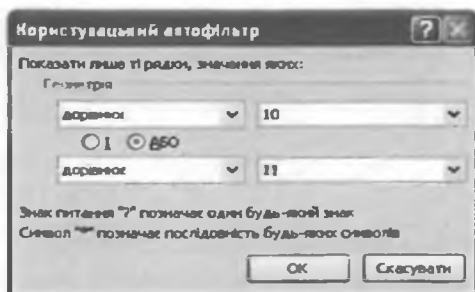 Користувацький автофільтр
Показати лише ті рядки, значення яких:
Геометрія
дорівнює 10
І АБО
дорівнює 11
Знак питання "?" позначає один будь-який знак
Символ "*" позначає послідовність будь-яких символів
OK Скасувати